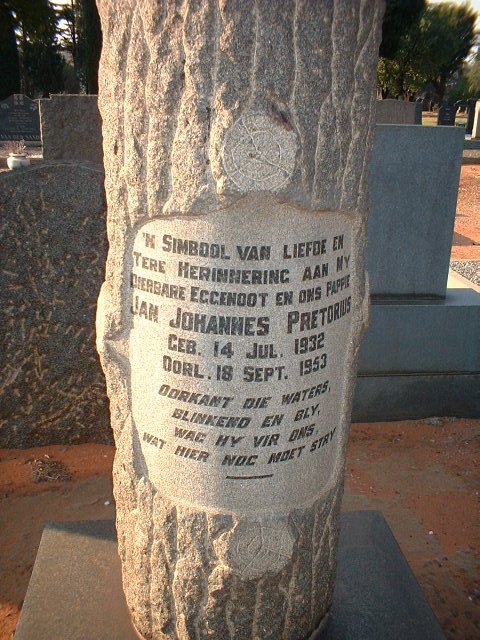 'N SIMBOOL VAN LIEFDE EN
TERE HERINNERING AAN MY
DIERBARE EGGENOOT EN ONS PAPPIE
JAN JOHANNES PRETORIUS
GEB. 14 JUL. 1932
OORL. 18 SEPT. 1953
OORKANT DIE WATERS,
BLINKEND EN BLY,
WAG HY VIR ONS,
WAT HIER NOG MOET STRY